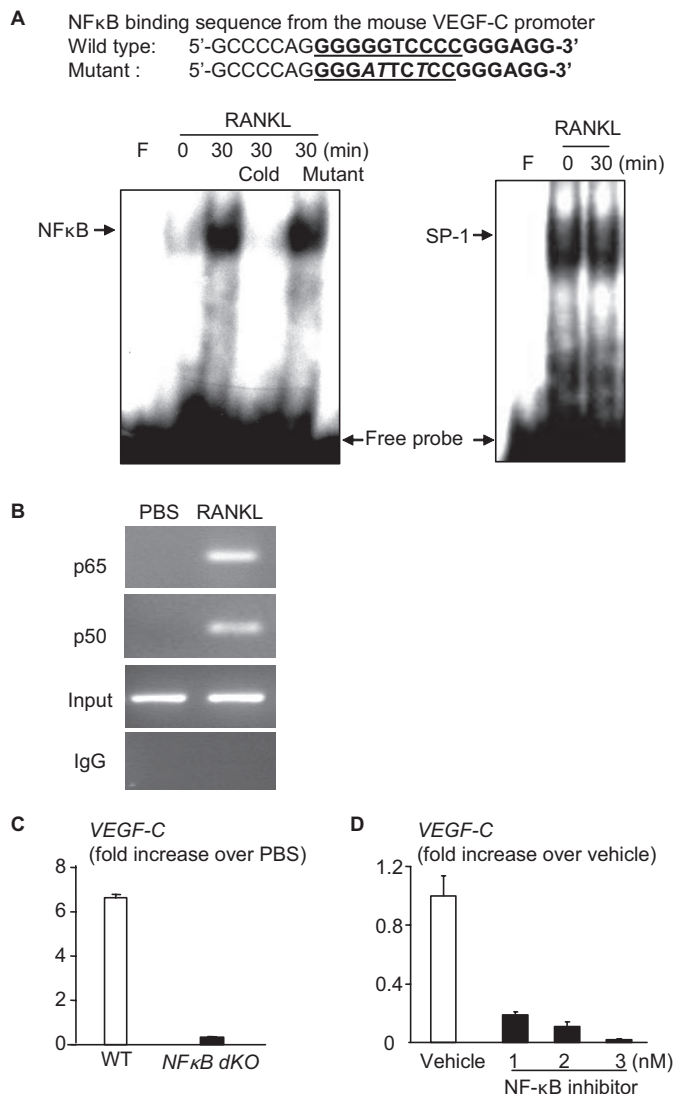 A
NFκB binding sequence from the mouse VEGF-C promoter
Wild type: 5'-GCCCCAGGGGGGTCCCCGGGAGG-3'
Mutant : 5'-GCCCCAGGGGATTCTCCGGGAGG-3'
RANKL
F 0 30 30 30 (min)
Cold Mutant
NFκB
RANKL
F 0 30 (min)
SP-1
Free probe
B
PBS RANKL
p65
p50
Input
IgG
C
VEGF-C
(fold increase over PBS)
8
6
4
2
0
WT NFκB dKO
D
VEGF-C
(fold increase over vehicle)
1.2
0.8
0.4
0
Vehicle 1 2 3 (nM)
NF-κB inhibitor